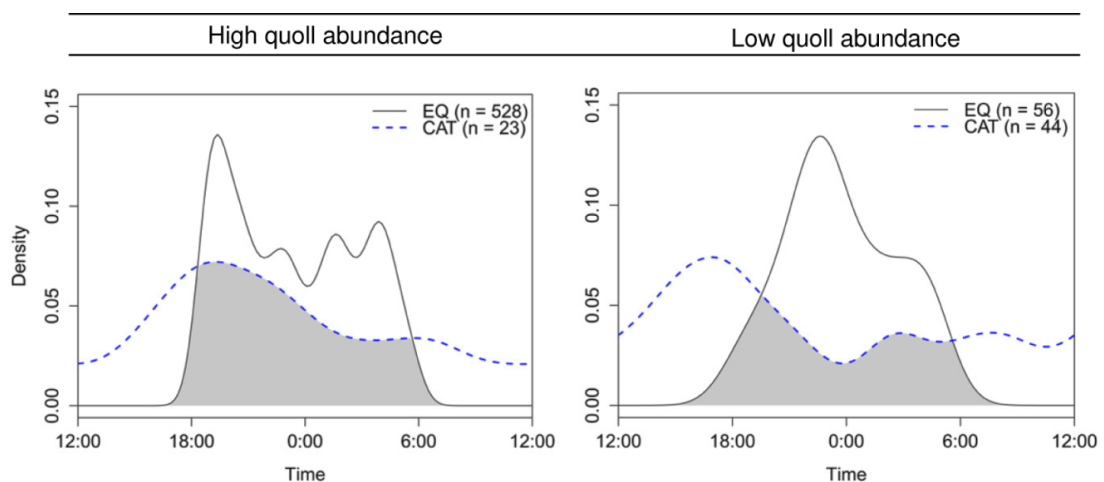 High quoll abundance
Low quoll abundance
EQ (n = 528)
CAT (n = 23)
Density
0.15
0.10
0.05
0.00
12:00 18:00 0:00 6:00 12:00
Time
EQ (n = 56)
CAT (n = 44)
0.15
0.10
0.05
0.00
12:00 18:00 0:00 6:00 12:00
Time